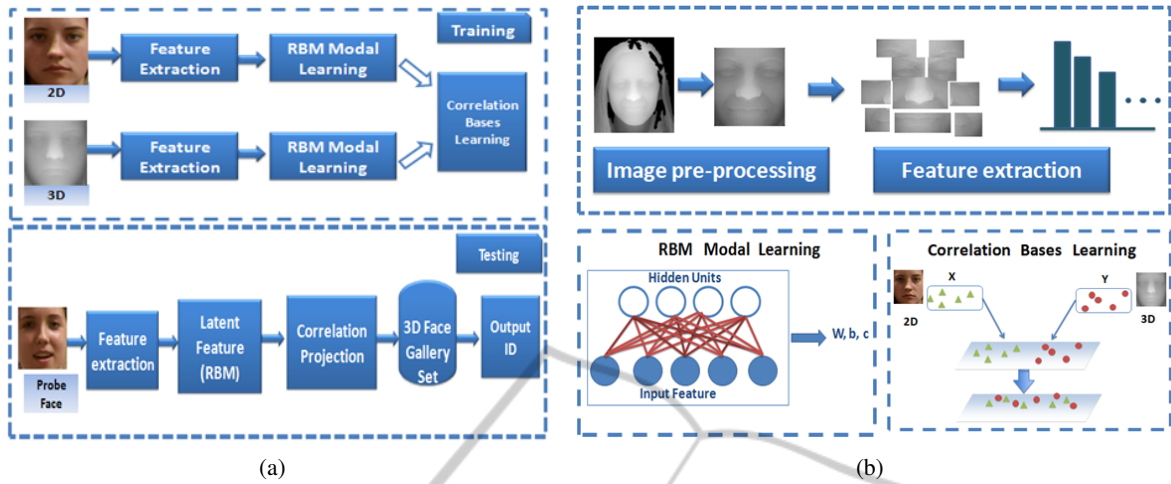 Training
2D
Feature
Extraction
RBM Modal
Learning
Correlation
Bases
Learning
3D
Feature
Extraction
RBM Modal
Learning
Testing
Probe
Face
Feature
extraction
Latent
Feature
(RBM)
Correlation
Projection
3D Face
Gallery
Set
Output
ID
(a)
Image pre-processing
Feature extraction
RBM Modal Learning
Hidden Units
Input Feature
W, b, c
Correlation Bases Learning
X
Y
2D
3D
(b)